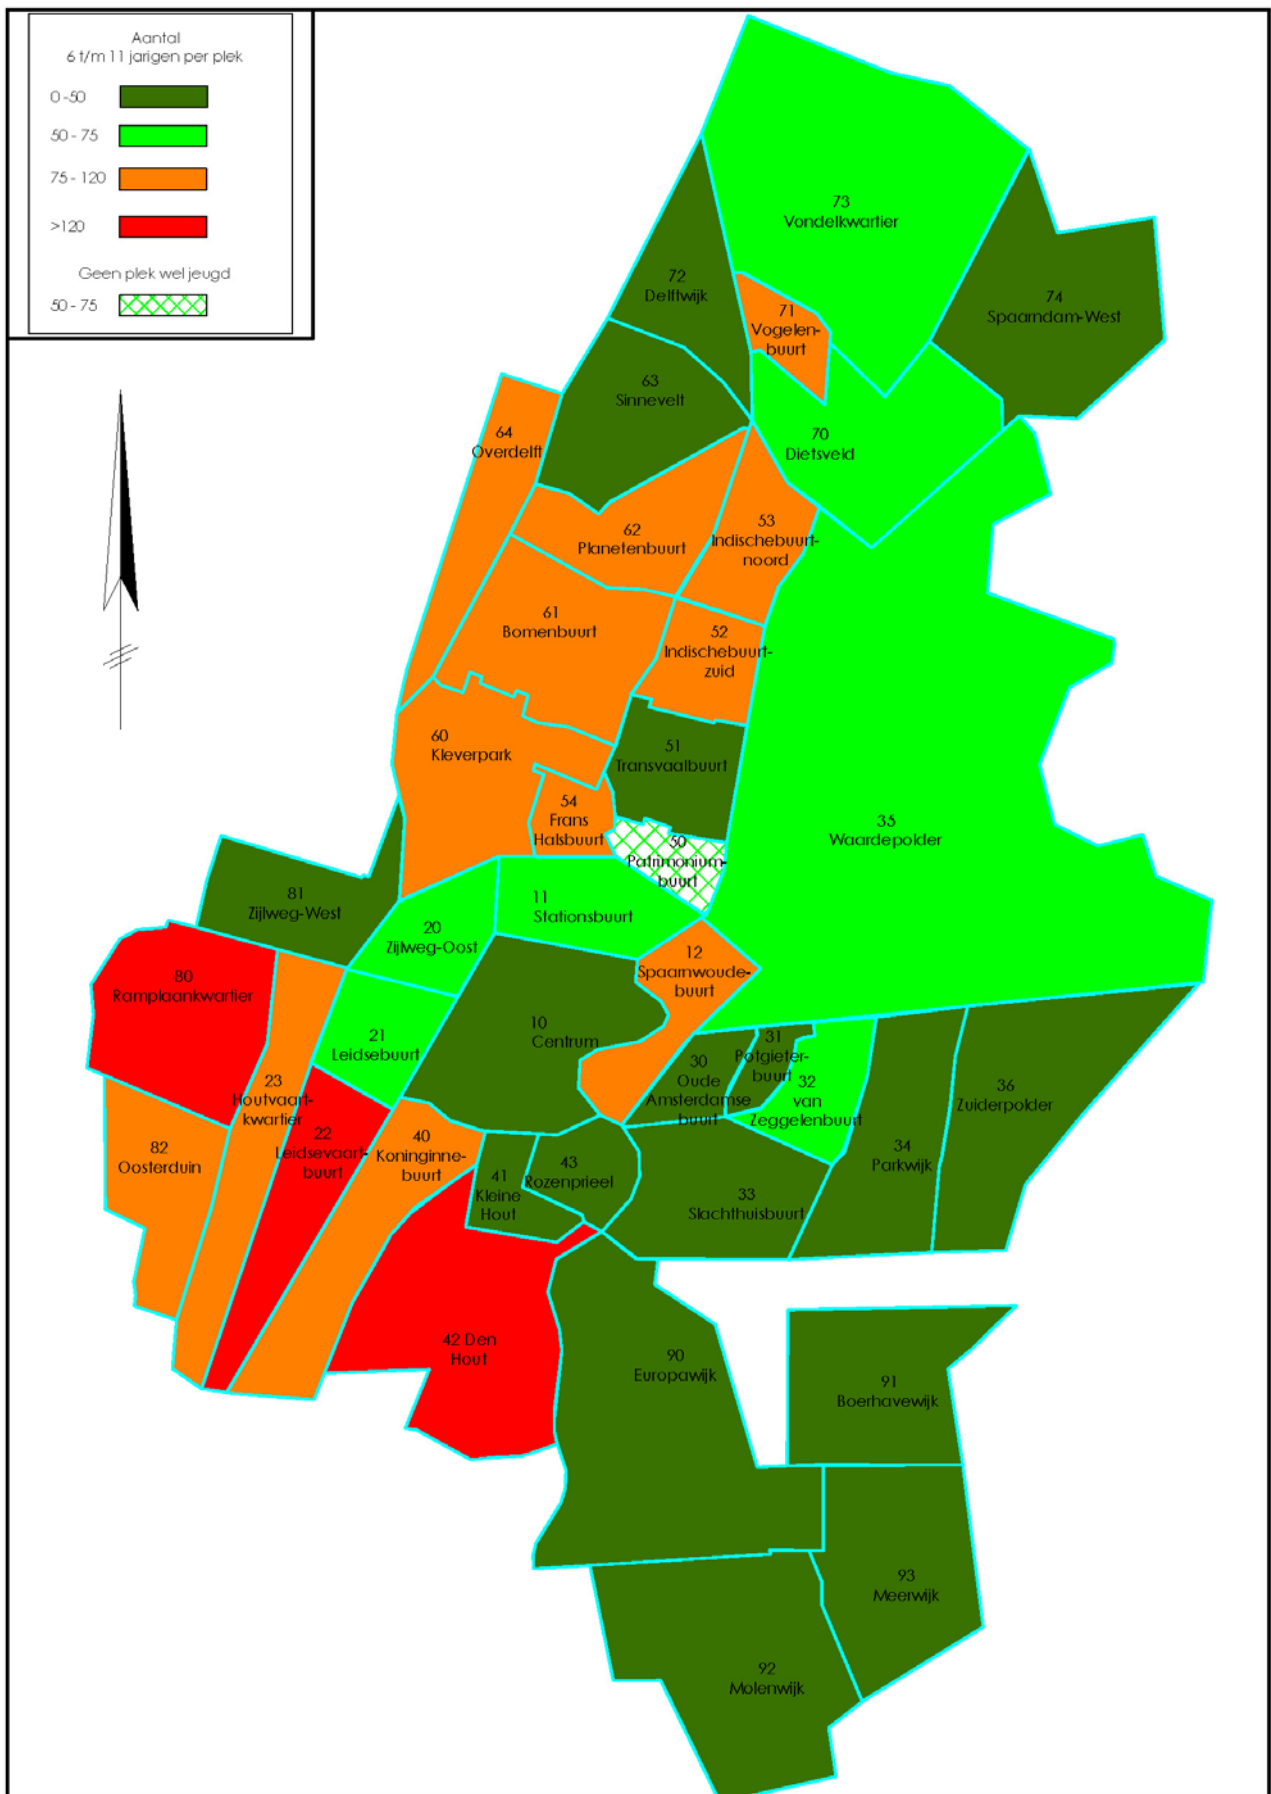 Aantal
6 t/m 11 jarigen per plek
0 -50
50 - 75
75 - 120
>120
Geen plek wel jeugd
50 - 75
73
Vondelkwartier
72
Delftwijk
74
Spaarndam-West
71
Vogelen-
buurt
63
Sinnevelt
64
Overdelft
70
Dietsveld
62
Planetenbuurt
53
Indischebuurt-
noord
61
Bomenbuurt
52
Indischebuurt-
zuid
60
Kleverpark
51
Transvaalbuurt
54
Frans
Halsbuurt
50
Patrimonium-
buurt
35
Waardepolder
81
Zijlweg-West
11
Stationsbuurt
20
Zijlweg-Oost
12
Spaarnwoude-
buurt
80
Ramplaankwartier
21
Leidsebuurt
10
Centrum
31
Potgieter-
buurt
30
Oude
Amsterdamse
buurt
32
van
Zeggelenbuurt
36
Zuiderpolder
23
Houtvaart-
kwartier
22
Leidsevaart-
buurt
40
Koninginne-
buurt
82
Oosterduin
34
Parkwijk
41
Kleine
Hout
43
Rozenprieel
33
Slachthuisbuurt
42 Den
Hout
90
Europawijk
91
Boerhavewijk
93
Meerwijk
92
Molenwijk